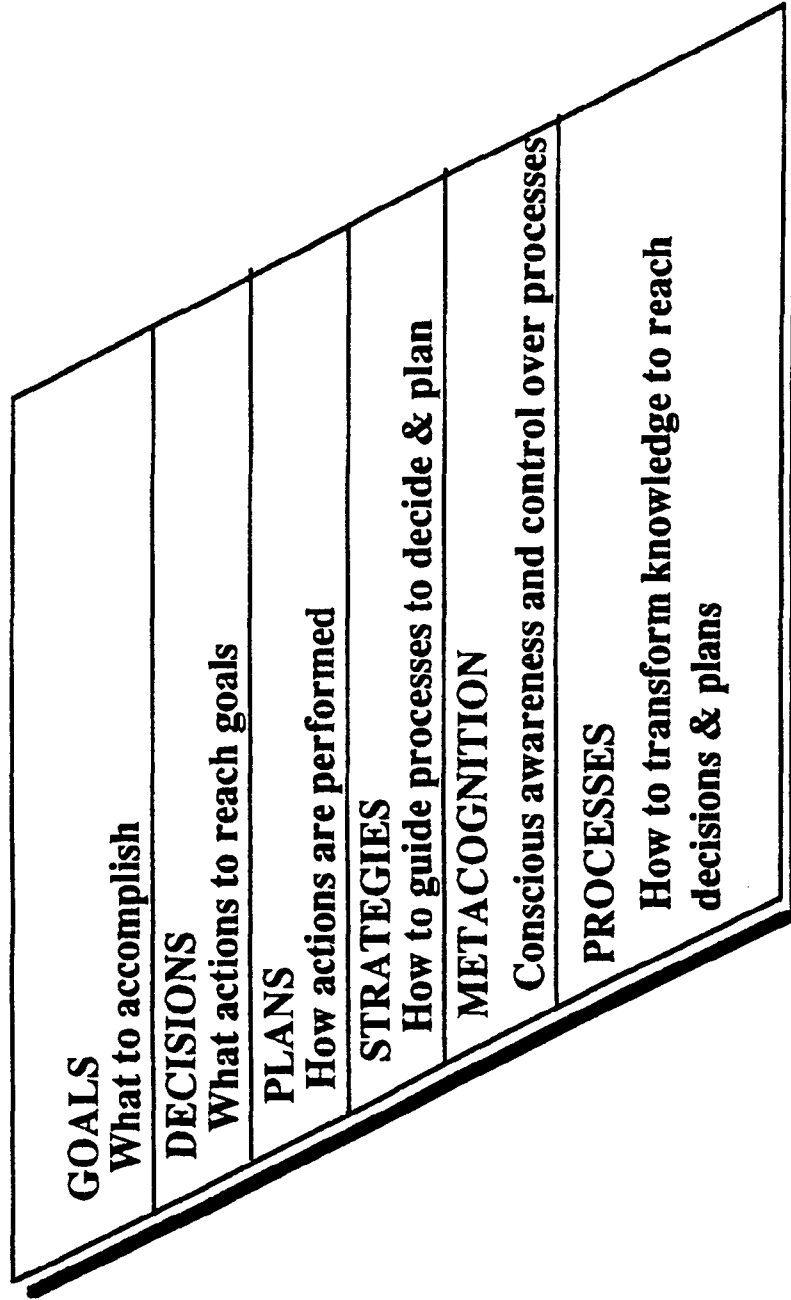 GOALS
What to accomplish
DECISIONS
What actions to reach goals
PLANS
How actions are performed
STRATEGIES
How to guide processes to decide & plan
METACOGNITION
Conscious awareness and control over processes
PROCESSES
How to transform knowledge to reach
decisions & plans